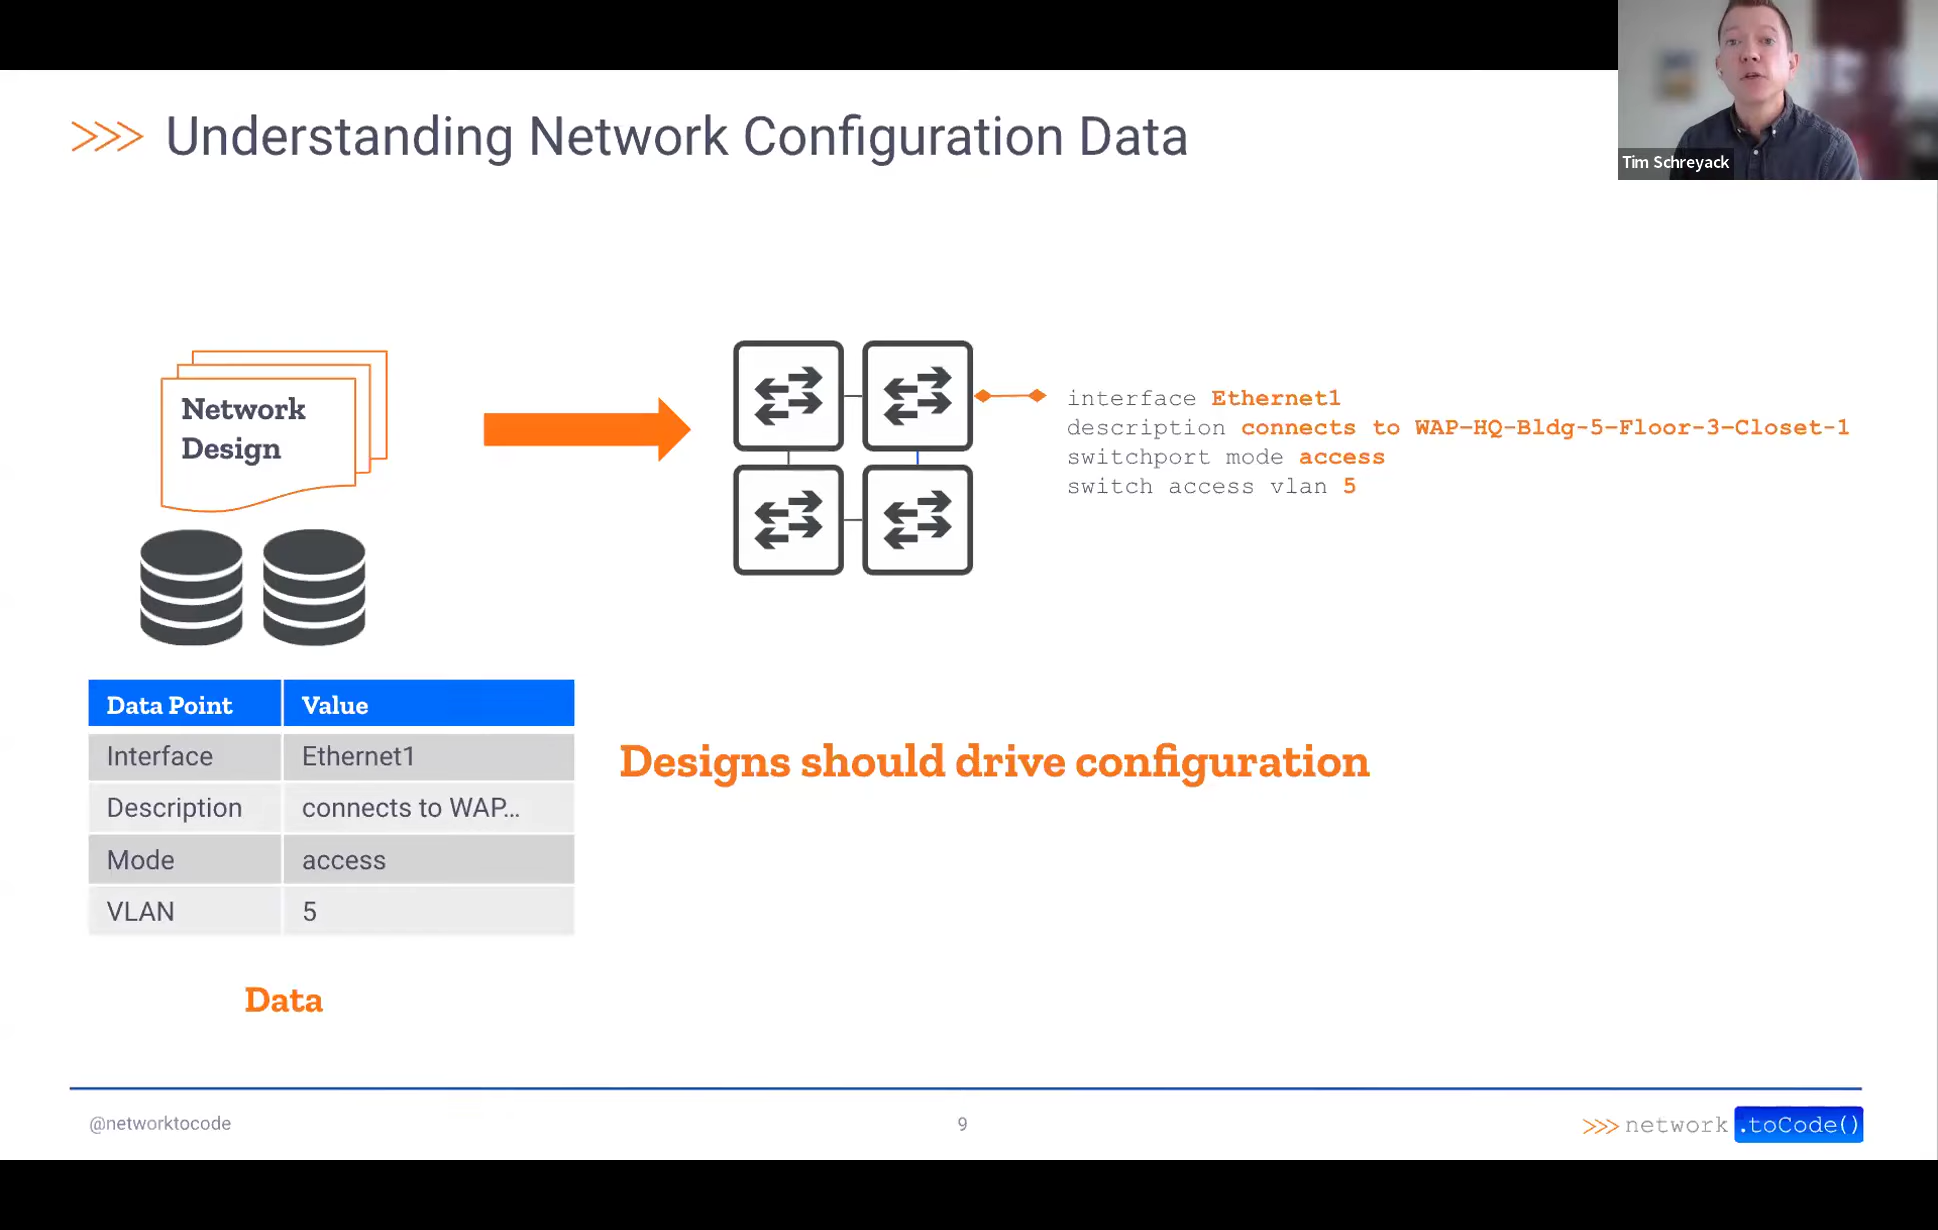 Tim Schreyack
>>> Understanding Network Configuration Data
Network
Design
interface Ethernet1
description connects to WAP-HQ-Bldg-5-Floor-3-Closet-1
switchport mode access
switch access vlan 5
Data Point Value
Interface Ethernet1
Description connects to WAP...
Mode access
VLAN 5
Designs should drive configuration
Data
@networktocode
9
>>> network .toCode()